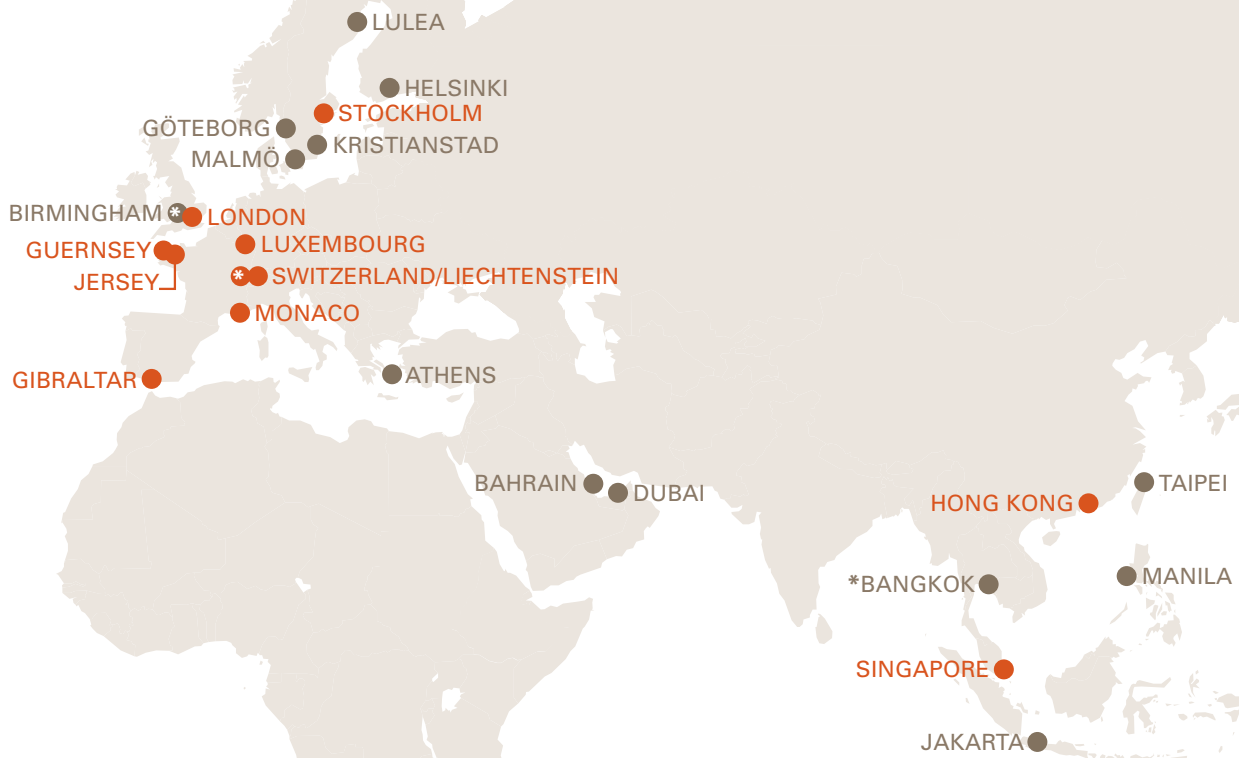 LULEA
HELSINKI
STOCKHOLM
GÖTEBORG
KRISTIANSTAD
MALMÖ
BIRMINGHAM *
LONDON
GUERNSEY
LUXEMBOURG
JERSEY
* SWITZERLAND/LIECHTENSTEIN
MONACO
ATHENS
GIBRALTAR
BAHRAIN
DUBAI
TAIPEI
HONG KONG
MANILA
*BANGKOK
SINGAPORE
JAKARTA